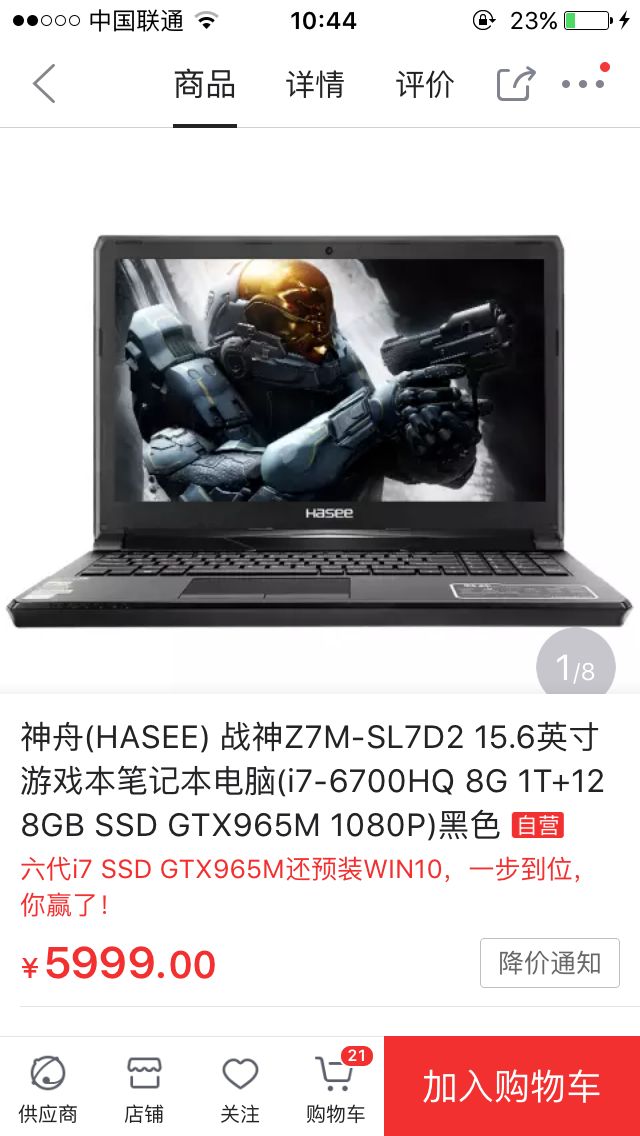 中国联通 10:44 23%
商品 详情 评价
Hasee
1/8
神舟(HASEE) 战神Z7M-SL7D2 15.6英寸
游戏本笔记本电脑(i7-6700HQ 8G 1T+12
8GB SSD GTX965M 1080P)黑色 自营
六代i7 SSD GTX965M还预装WIN10，一步到位，
你赢了！
¥5999.00 降价通知
21
供应商 店铺 关注 购物车 加入购物车